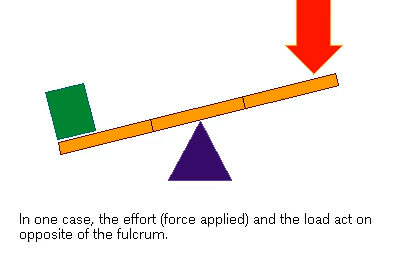 In one case, the effort (force applied) and the load act on
opposite of the fulcrum.